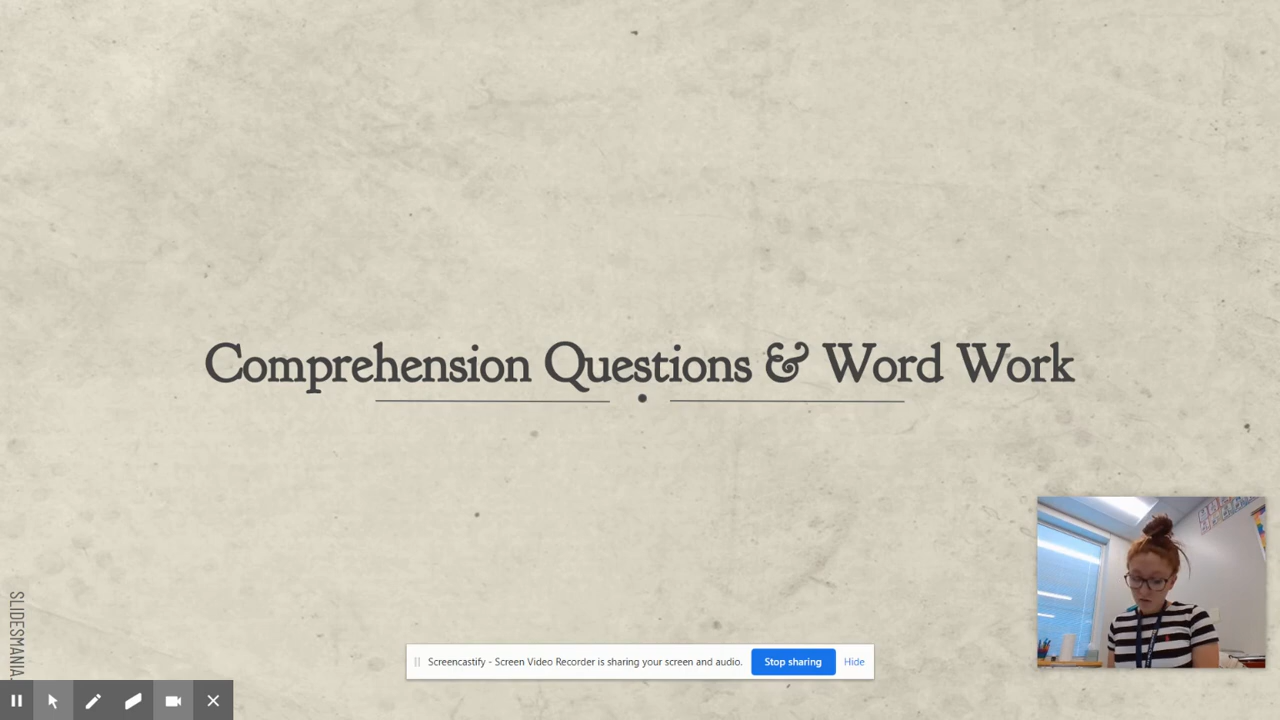 Comprehension Questions & Word Work
SLIDESMANIA.
Screencastify - Screen Video Recorder is sharing your screen and audio.
Stop sharing
Hide